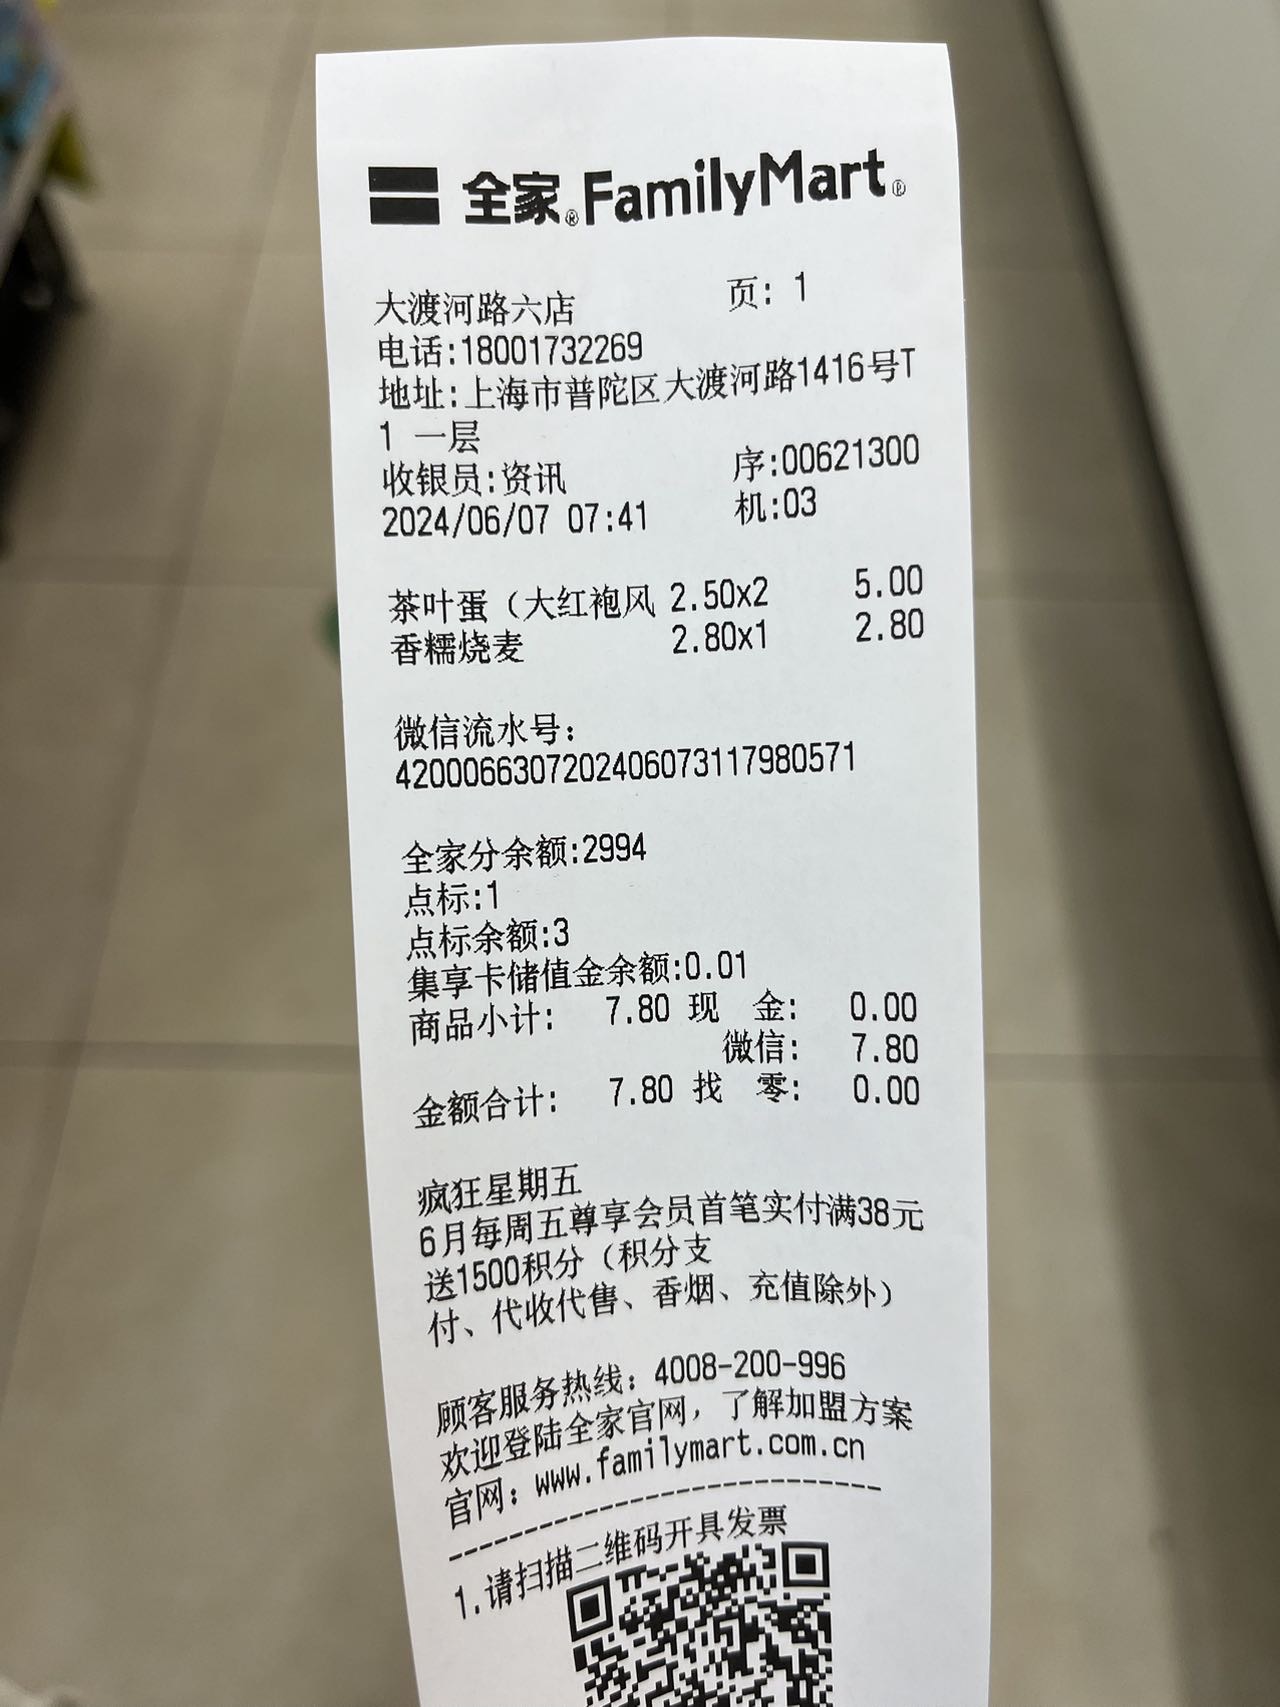 全家® FamilyMart®
大渡河路六店 页: 1
电话:18001732269
地址:上海市普陀区大渡河路1416号T
1 一层
收银员:资讯 序:00621300
2024/06/07 07:41 机:03
茶叶蛋（大红袍风 2.50x2 5.00
香糯烧麦 2.80x1 2.80
微信流水号:
4200066307202406073117980571
全家分余额:2994
点标:1
点标余额:3
集享卡储值金余额:0.01
商品小计: 7.80 现 金: 0.00
微信: 7.80
金额合计: 7.80 找 零: 0.00
疯狂星期五
6月每周五尊享会员首笔实付满38元
送1500积分（积分支
付、代收代售、香烟、充值除外）
顾客服务热线：4008-200-996
欢迎登陆全家官网，了解加盟方案
官网：www.familymart.com.cn
--------------------------------
1.请扫描二维码开具发票